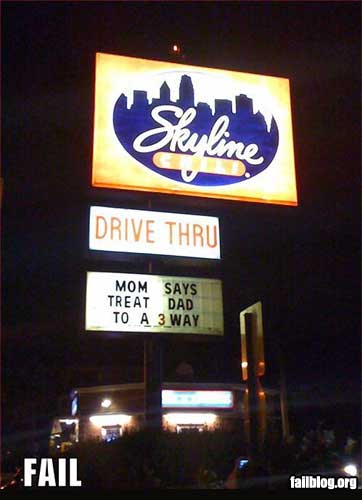 Skyline
CHILI
DRIVE THRU
MOM SAYS
TREAT DAD
TO A 3 WAY
FAIL
failblog.org